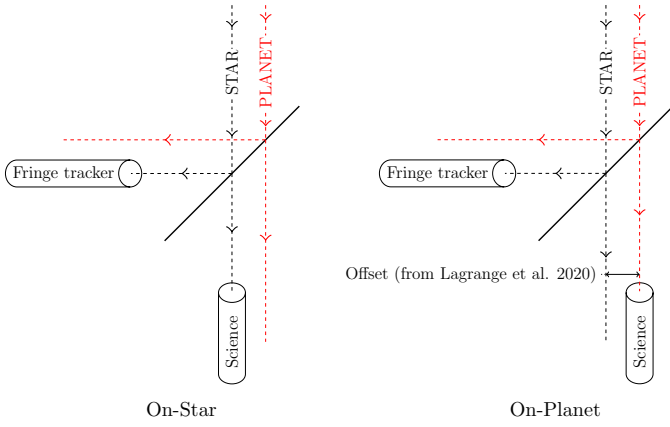 STAR
PLANET
Fringe tracker
Science
On-Star
STAR
PLANET
Fringe tracker
Offset (from Lagrange et al. 2020)
Science
On-Planet